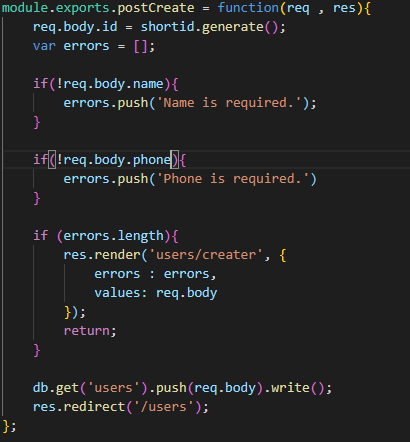 module.exports.postCreate = function(req , res){
    req.body.id = shortid.generate();
    var errors = [];

    if(!req.body.name){
        errors.push('Name is required.');
    }

    if(!req.body.phone){
        errors.push('Phone is required.')
    }

    if (errors.length){
        res.render('users/creater', {
            errors : errors,
            values: req.body
        });
        return;
    }

    db.get('users').push(req.body).write();
    res.redirect('/users');
};